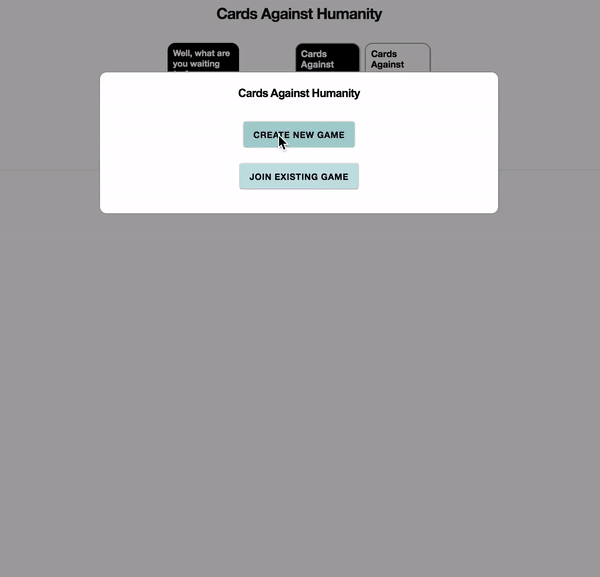 Cards Against Humanity
Well, what are
you waiting
Cards
Against
Cards
Against
Cards Against Humanity
CREATE NEW GAME
JOIN EXISTING GAME